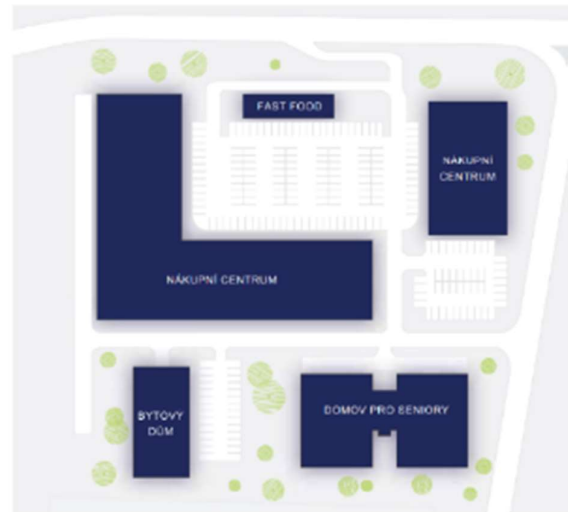 FAST FOOD
NÁKUPNÍ
CENTRUM
NÁKUPNÍ CENTRUM
BYTOVÝ
DŮM
DOMOV PRO SENIORY